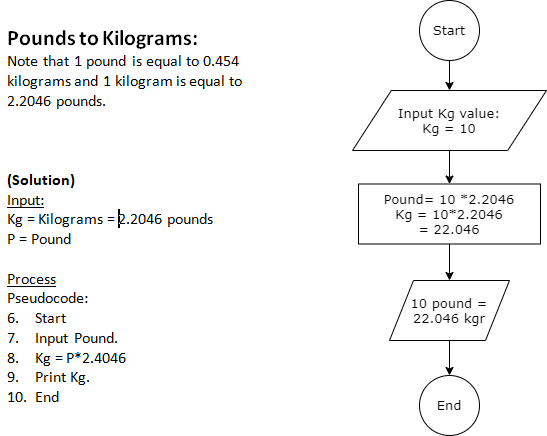 Pounds to Kilograms:
Note that 1 pound is equal to 0.454
kilograms and 1 kilogram is equal to
2.2046 pounds.
(Solution)
Input:
Kg = Kilograms = 2.2046 pounds
P = Pound
Process
Pseudocode:
6. Start
7. Input Pound.
8. Kg = P*2.4046
9. Print Kg.
10. End
Start
Input Kg value:
Kg = 10
Pound= 10 *2.2046
Kg = 10*2.2046
= 22.046
10 pound =
22.046 kgr
End